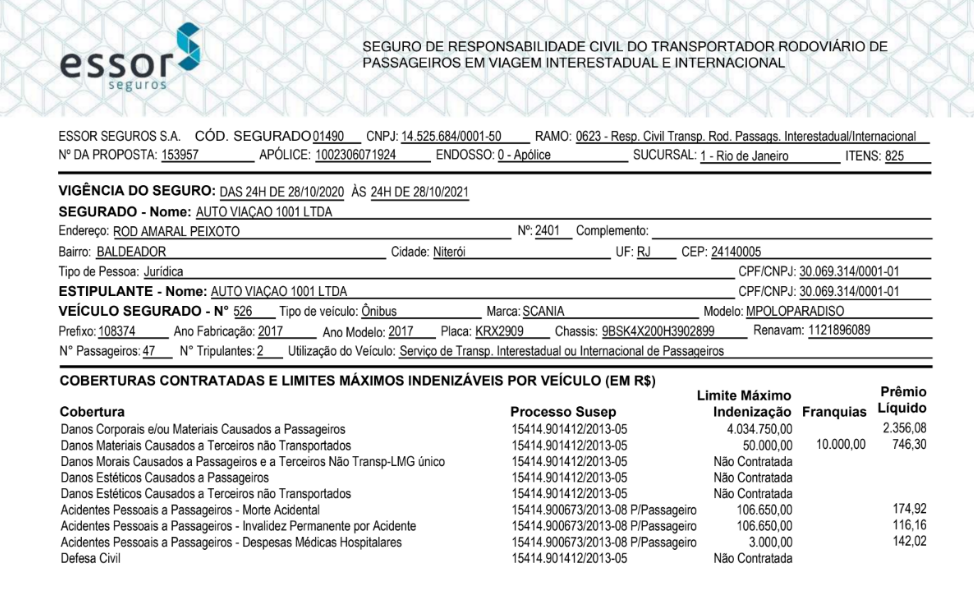 essor
seguros
SEGURO DE RESPONSABILIDADE CIVIL DO TRANSPORTADOR RODOVIÁRIO DE
PASSAGEIROS EM VIAGEM INTERESTADUAL E INTERNACIONAL
ESSOR SEGUROS S.A. CÓD. SEGURADO 01490 CNPJ: 14.525.684/0001-50 RAMO: 0623 - Resp. Civil Transp. Rod. Passags. Interestadual/Internacional
Nº DA PROPOSTA: 153957 APÓLICE: 1002306071924 ENDOSSO: 0 - Apólice SUCURSAL: 1 - Rio de Janeiro ITENS: 825
VIGÊNCIA DO SEGURO: DAS 24H DE 28/10/2020 ÀS 24H DE 28/10/2021
SEGURADO - Nome: AUTO VIAÇAO 1001 LTDA
Endereço: ROD AMARAL PEIXOTO Nº: 2401 Complemento:
Bairro: BALDEADOR Cidade: Niterói UF: RJ CEP: 24140005
Tipo de Pessoa: Jurídica CPF/CNPJ: 30.069.314/0001-01
ESTIPULANTE - Nome: AUTO VIAÇAO 1001 LTDA CPF/CNPJ: 30.069.314/0001-01
VEÍCULO SEGURADO - N° 526 Tipo de veículo: Ônibus Marca: SCANIA Modelo: MPOLOPARADISO
Prefixo: 108374 Ano Fabricação: 2017 Ano Modelo: 2017 Placa: KRX2909 Chassis: 9BSK4X200H3902899 Renavam: 1121896089
N° Passageiros: 47 N° Tripulantes: 2 Utilização do Veículo: Serviço de Transp. Interestadual ou Internacional de Passageiros
COBERTURAS CONTRATADAS E LIMITES MÁXIMOS INDENIZÁVEIS POR VEÍCULO (EM R$)
Cobertura Processo Susep Limite Máximo Indenização Franquias Prêmio Líquido
Danos Corporais e/ou Materiais Causados a Passageiros 15414.901412/2013-05 4.034.750,00 2.356,08
Danos Materiais Causados a Terceiros não Transportados 15414.901412/2013-05 50.000,00 10.000,00 746,30
Danos Morais Causados a Passageiros e a Terceiros Não Transp-LMG único 15414.901412/2013-05 Não Contratada
Danos Estéticos Causados a Passageiros 15414.901412/2013-05 Não Contratada
Danos Estéticos Causados a Terceiros não Transportados 15414.901412/2013-05 Não Contratada
Acidentes Pessoais a Passageiros - Morte Acidental 15414.900673/2013-08 P/Passageiro 106.650,00 174,92
Acidentes Pessoais a Passageiros - Invalidez Permanente por Acidente 15414.900673/2013-08 P/Passageiro 106.650,00 116,16
Acidentes Pessoais a Passageiros - Despesas Médicas Hospitalares 15414.900673/2013-08 P/Passageiro 3.000,00 142,02
Defesa Civil 15414.901412/2013-05 Não Contratada